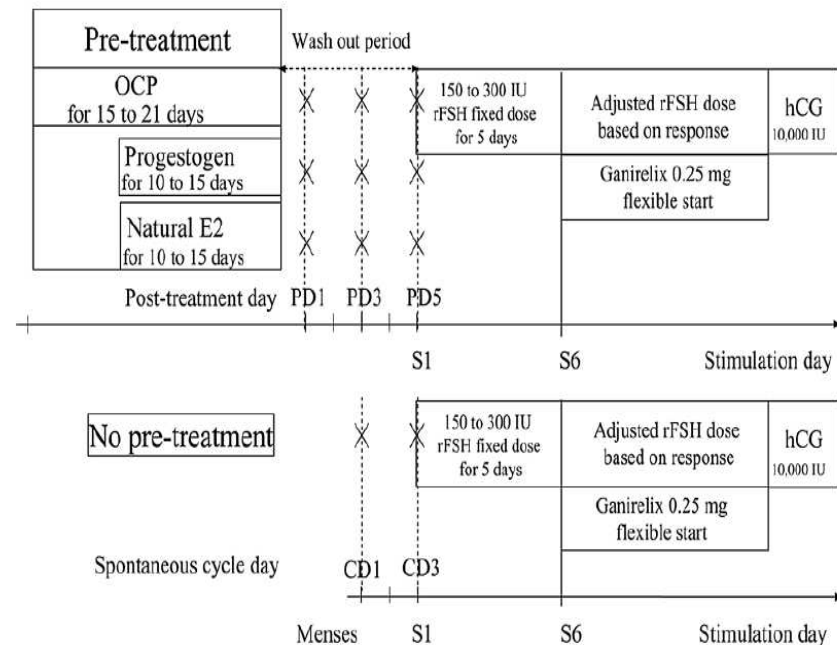 Pre-treatment
Wash out period
OCP
for 15 to 21 days
150 to 300 IU
rFSH fixed dose
for 5 days
Adjusted rFSH dose
based on response
hCG
10,000 IU
Progestogen
for 10 to 15 days
Ganirelix 0.25 mg
flexible start
Natural E2
for 10 to 15 days
Post-treatment day PD1 PD3 PD5
S1 S6 Stimulation day
No pre-treatment
150 to 300 IU
rFSH fixed dose
for 5 days
Adjusted rFSH dose
based on response
hCG
10,000 IU
Ganirelix 0.25 mg
flexible start
Spontaneous cycle day CD1 CD3
Menses S1 S6 Stimulation day